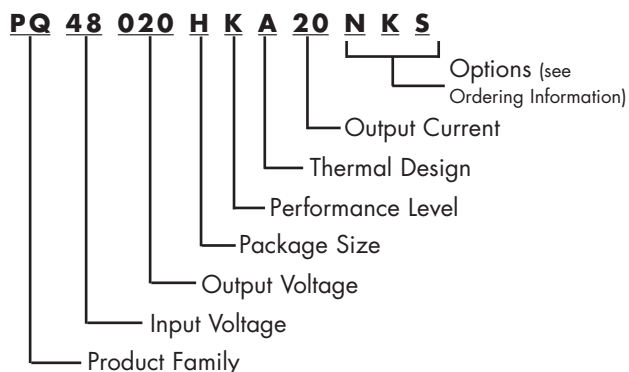 PQ 48 020 H K A 20 N K S
Options (see
Ordering Information)
Output Current
Thermal Design
Performance Level
Package Size
Output Voltage
Input Voltage
Product Family